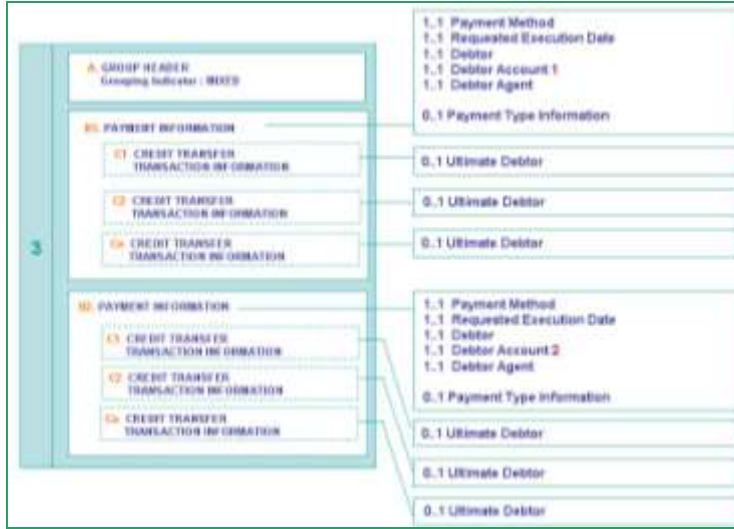 3
A. GROUP HEADER
Grouping Indicator : MIXED
B1. PAYMENT INFORMATION
C1 CREDIT TRANSFER
TRANSACTION INFORMATION
C2 CREDIT TRANSFER
TRANSACTION INFORMATION
Cn CREDIT TRANSFER
TRANSACTION INFORMATION
1..1 Payment Method
1..1 Requested Execution Date
1..1 Debtor
1..1 Debtor Account 1
1..1 Debtor Agent
0..1 Payment Type Information
0..1 Ultimate Debtor
0..1 Ultimate Debtor
0..1 Ultimate Debtor
B2. PAYMENT INFORMATION
C1 CREDIT TRANSFER
TRANSACTION INFORMATION
C2 CREDIT TRANSFER
TRANSACTION INFORMATION
Cn CREDIT TRANSFER
TRANSACTION INFORMATION
1..1 Payment Method
1..1 Requested Execution Date
1..1 Debtor
1..1 Debtor Account 2
1..1 Debtor Agent
0..1 Payment Type Information
0..1 Ultimate Debtor
0..1 Ultimate Debtor
0..1 Ultimate Debtor